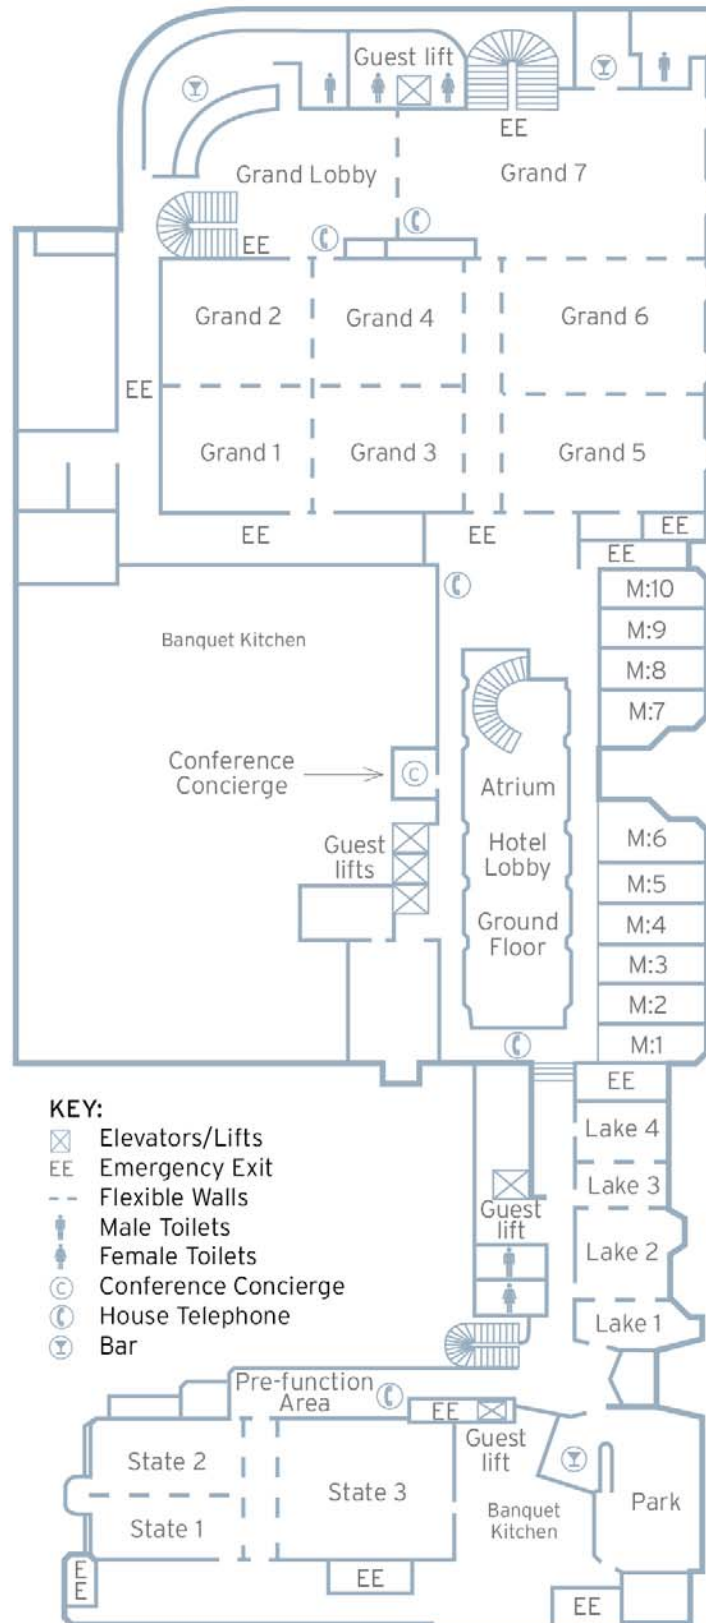 Guest lift
EE
Grand Lobby
Grand 7
EE
Grand 2
Grand 4
Grand 6
EE
Grand 1
Grand 3
Grand 5
EE
EE
EE
EE
M:10
Banquet Kitchen
M:9
M:8
M:7
Conference
Concierge
C
Atrium
Guest
lifts
Hotel
Lobby
M:6
M:5
Ground
Floor
M:4
M:3
M:2
M:1
EE
KEY:
Elevators/Lifts
EE Emergency Exit
Flexible Walls
Male Toilets
Female Toilets
C Conference Concierge
House Telephone
Bar
Lake 4
Lake 3
Guest
lift
Lake 2
Lake 1
Pre-function
Area
EE
Guest
lift
State 2
State 3
State 1
Banquet
Kitchen
Park
E
E
EE
EE